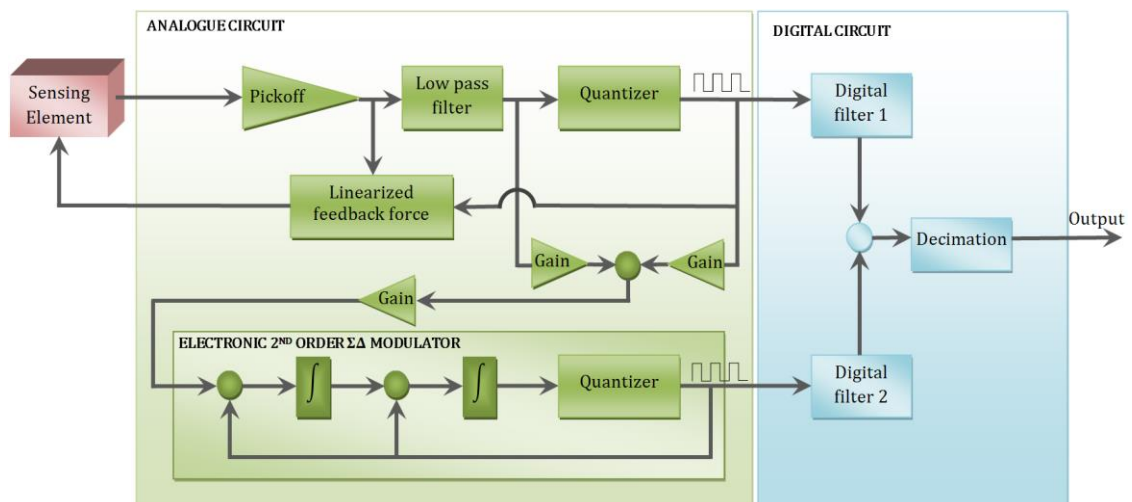 ANALOGUE CIRCUIT
DIGITAL CIRCUIT
Sensing
Element
Pickoff
Low pass
filter
Quantizer
Digital
filter 1
Linearized
feedback force
Gain
Gain
Gain
Decimation
Output
ELECTRONIC 2ND ORDER ΣΔ MODULATOR
∫
∫
Quantizer
Digital
filter 2